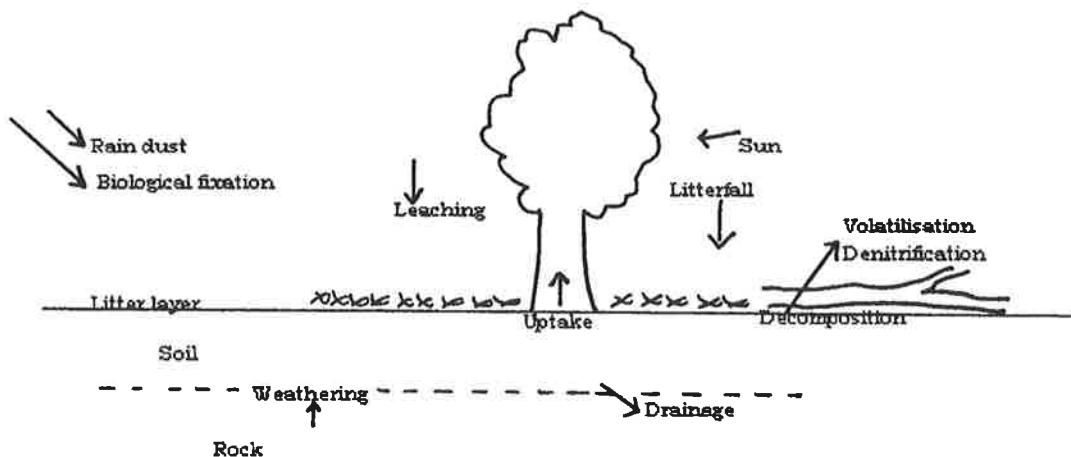 Rain dust
Biological fixation
Leaching
Sun
Litterfall
Volatilisation
Denitrification
Litter layer
Uptake
Decomposition
Soil
Weathering
Drainage
Rock